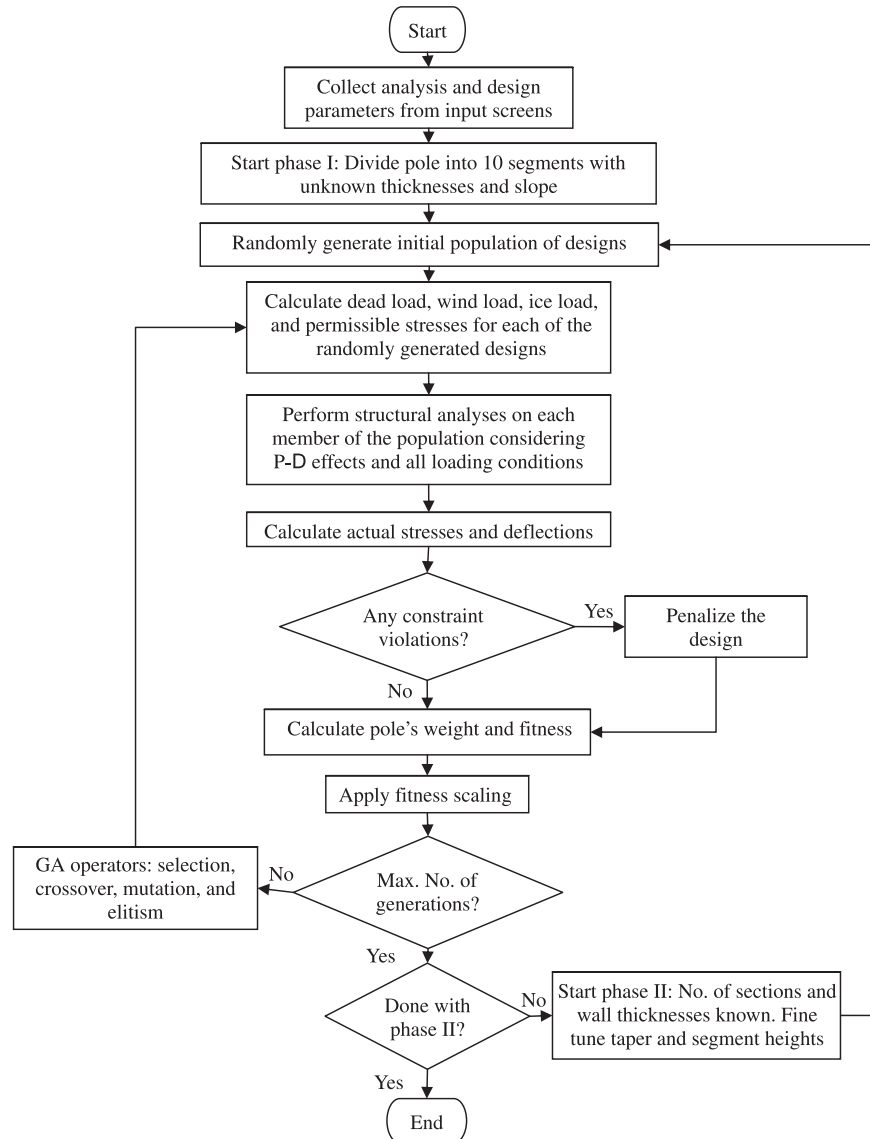 Start
Collect analysis and design
parameters from input screens
Start phase I: Divide pole into 10 segments with
unknown thicknesses and slope
Randomly generate initial population of designs
Calculate dead load, wind load, ice load,
and permissible stresses for each of the
randomly generated designs
Perform structural analyses on each
member of the population considering
P-D effects and all loading conditions
Calculate actual stresses and deflections
Any constraint
violations?
Yes
Penalize the
design
No
Calculate pole's weight and fitness
Apply fitness scaling
GA operators: selection,
crossover, mutation, and
elitism
No
Max. No. of
generations?
Yes
Done with
phase II?
No
Start phase II: No. of sections and
wall thicknesses known. Fine
tune taper and segment heights
Yes
End